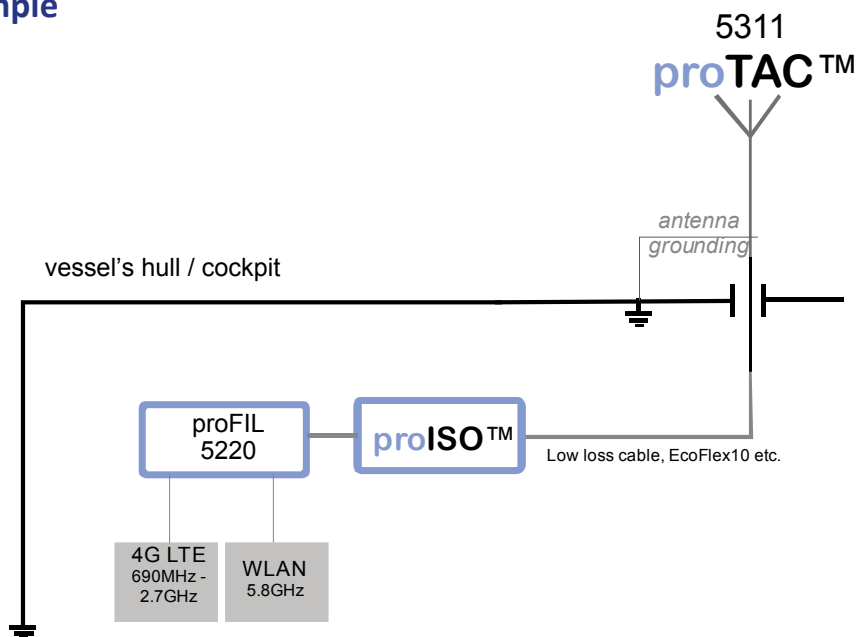 5311
proTAC™
antenna
grounding
vessel's hull / cockpit
proFIL
5220
proISO™
Low loss cable, EcoFlex10 etc.
4G LTE
690MHz -
2.7GHz
WLAN
5.8GHz